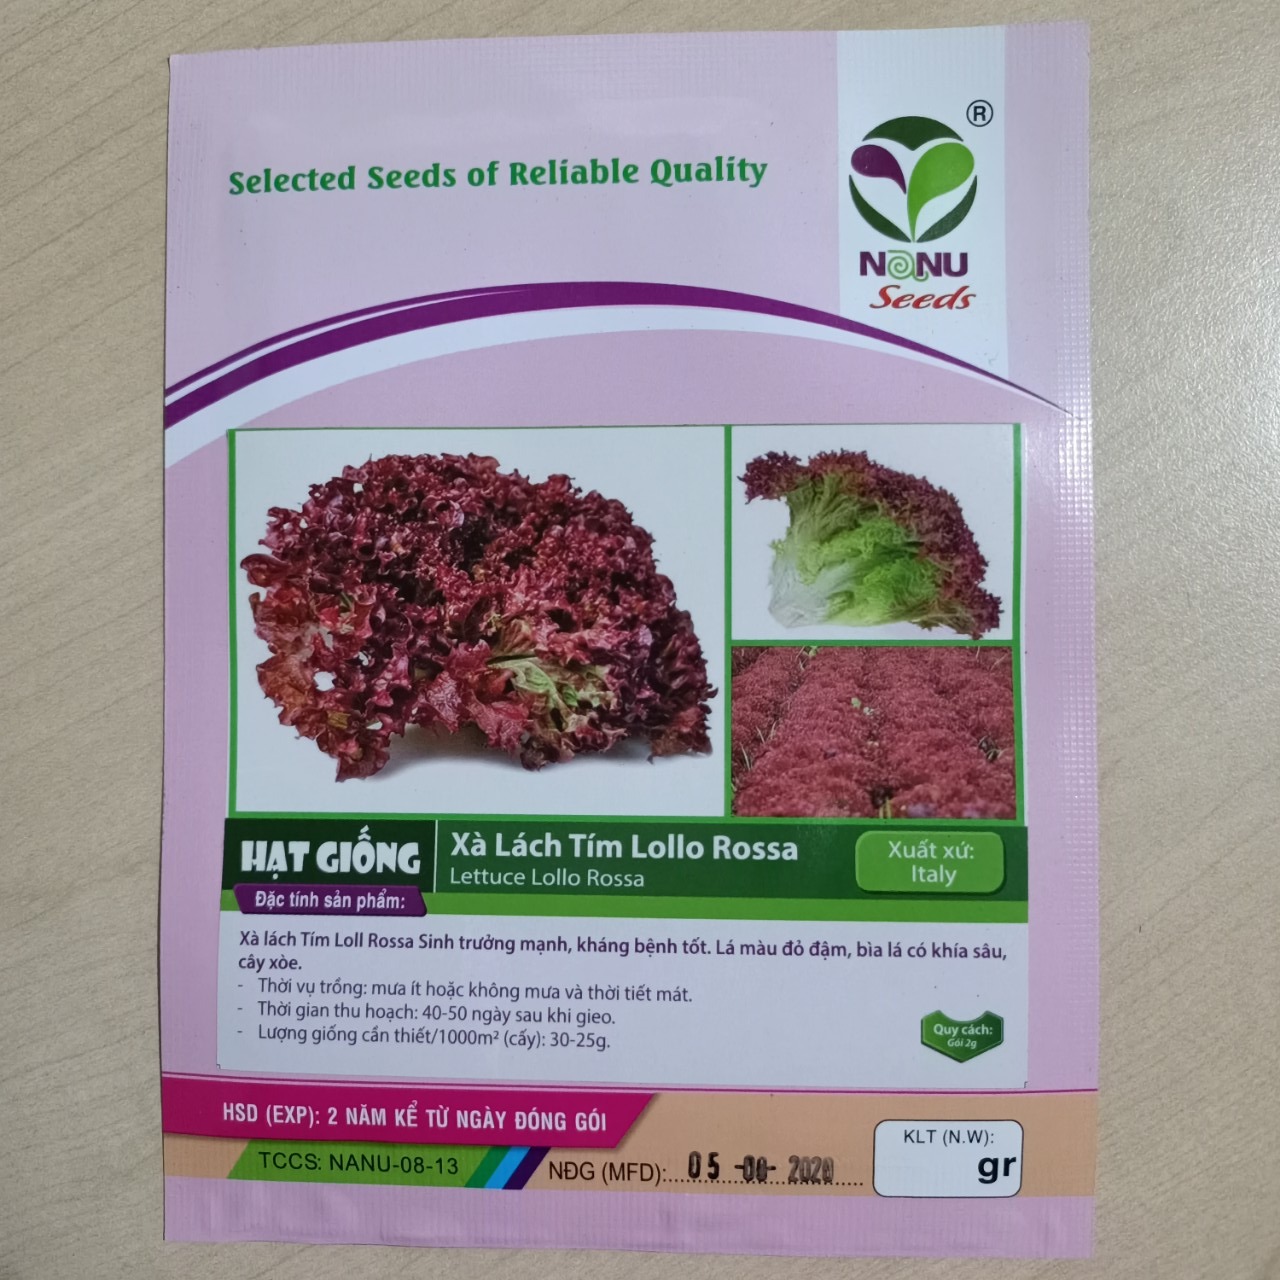 Selected Seeds of Reliable Quality
®
NANU
Seeds
HẠT GIỐNG
Xà Lách Tím Lollo Rossa
Lettuce Lollo Rossa
Xuất xứ:
Italy
Đặc tính sản phẩm:
Xà lách Tím Loll Rossa Sinh trưởng mạnh, kháng bệnh tốt. Lá màu đỏ đậm, bìa lá có khía sâu,
cây xòe.
- Thời vụ trồng: mưa ít hoặc không mưa và thời tiết mát.
- Thời gian thu hoạch: 40-50 ngày sau khi gieo.
- Lượng giống cần thiết/1000m² (cấy): 30-25g.
Quy cách:
Gói 2g
HSD (EXP): 2 NĂM KỂ TỪ NGÀY ĐÓNG GÓI
TCCS: NANU-08-13
NĐG (MFD):..... 05 - - 2020 .....
KLT (N.W):
gr